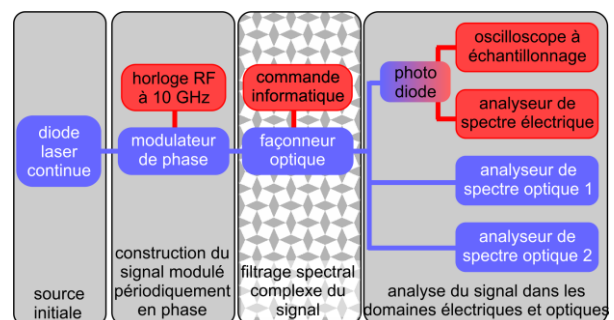 diode
laser
continue
source
initiale
horloge RF
à 10 GHz
modulateur
de phase
construction du
signal modulé
périodiquement
en phase
commande
informatique
façonneur
optique
filtrage spectral
complexe du
signal
photo
diode
oscilloscope à
échantillonnage
analyseur de
spectre électrique
analyseur de
spectre optique 1
analyseur de
spectre optique 2
analyse du signal dans les
domaines électriques et optiques